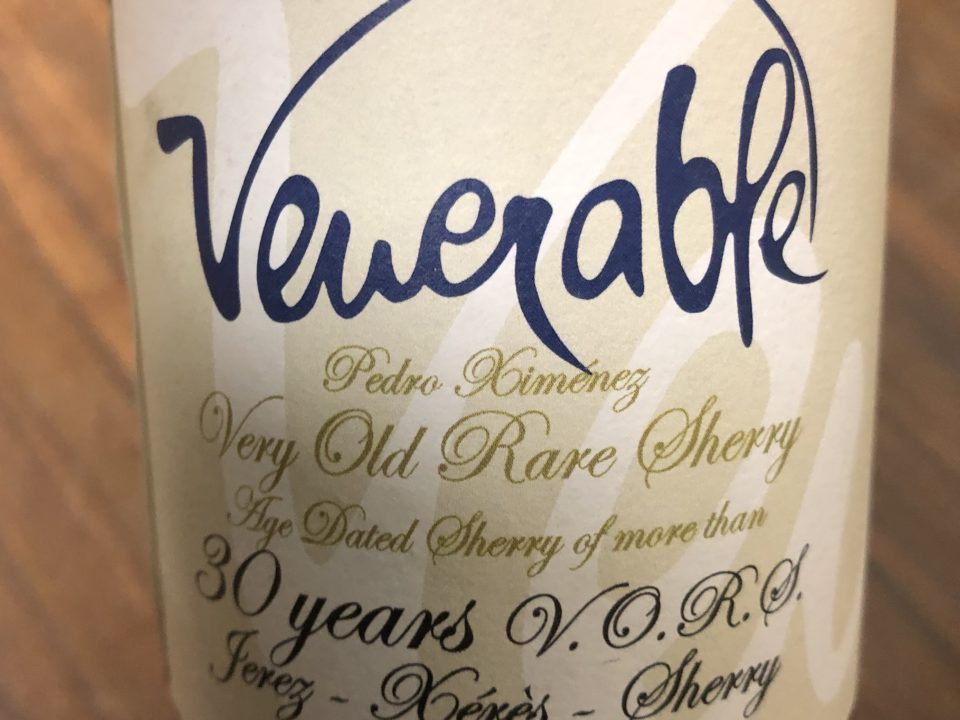 Venerable
Pedro Ximénez
Very Old Rare Sherry
Age Dated Sherry of more than
30 years V.O.R.S.
Jerez - Xérès - Sherry